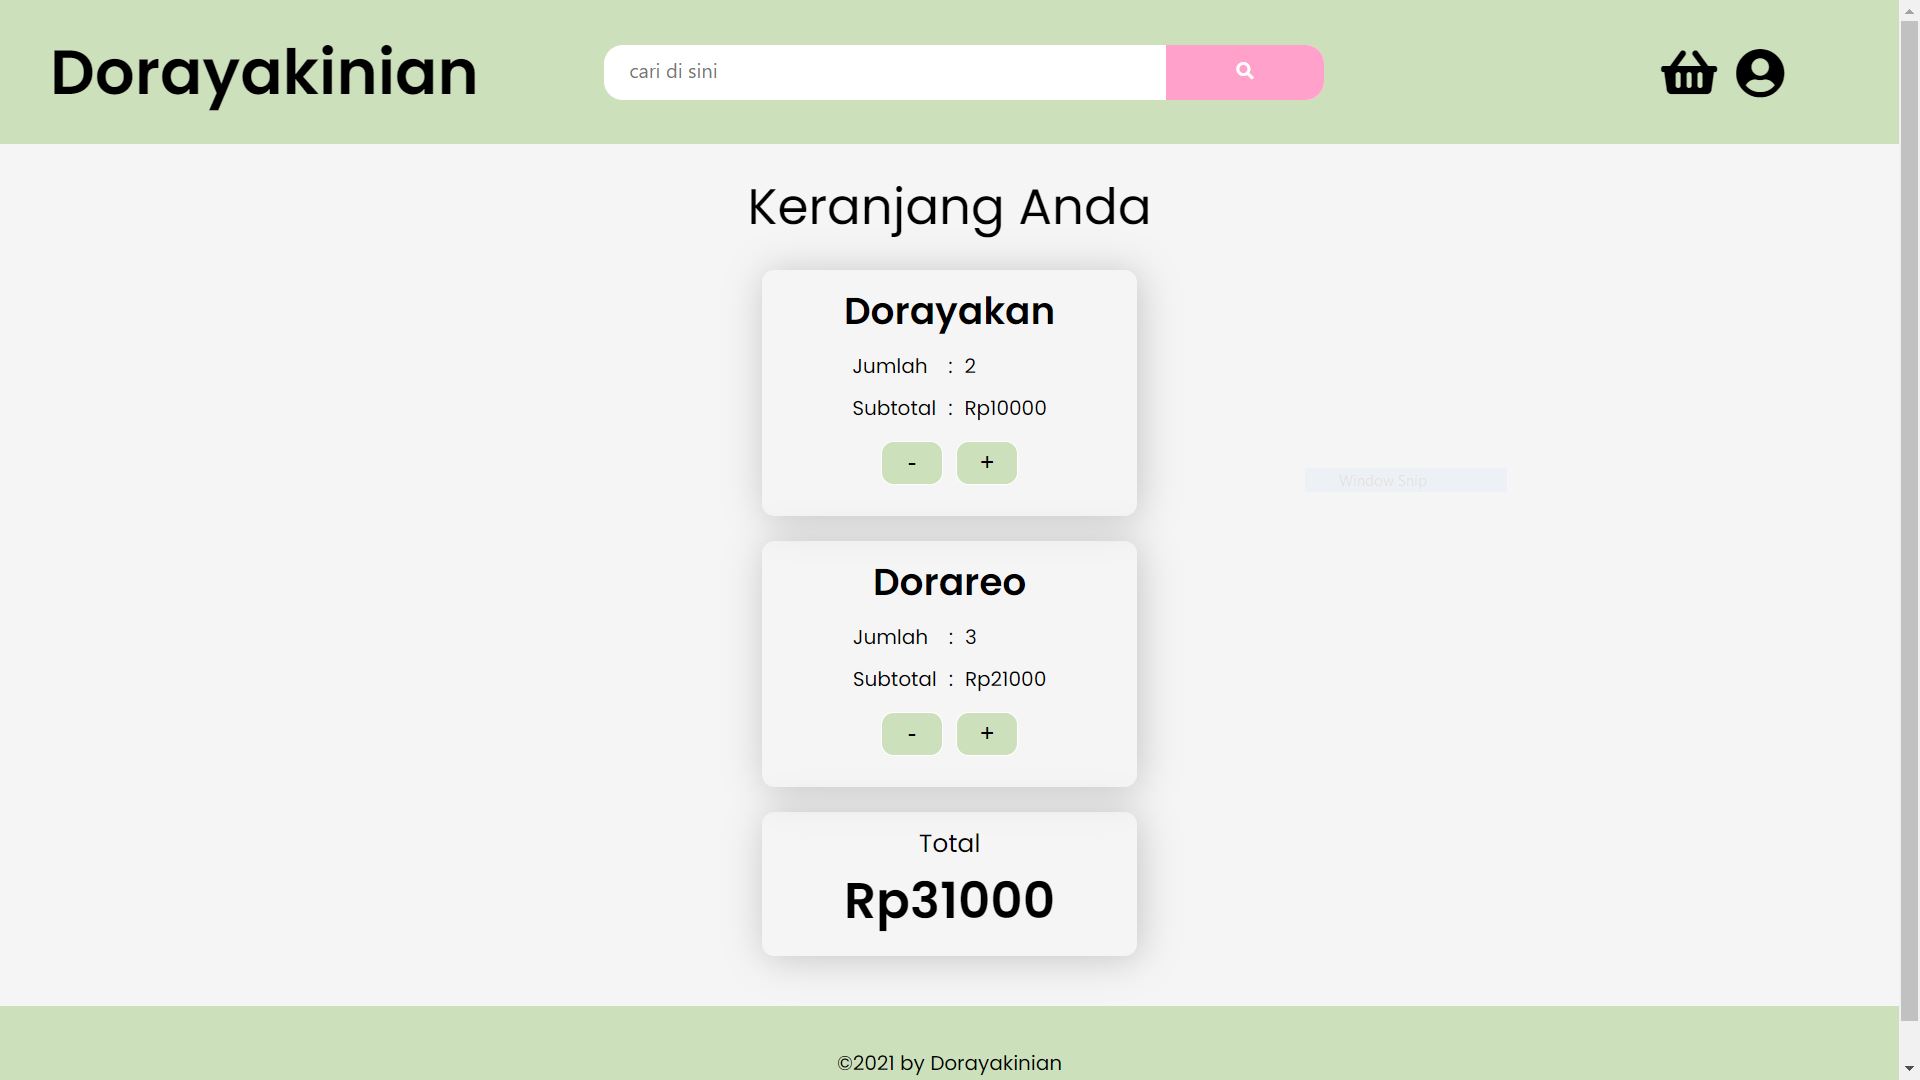 Dorayakinian
cari di sini
Keranjang Anda
Dorayakan
Jumlah : 2
Subtotal : Rp10000
- +
Window Snip
Dorareo
Jumlah : 3
Subtotal : Rp21000
- +
Total
Rp31000
©2021 by Dorayakinian